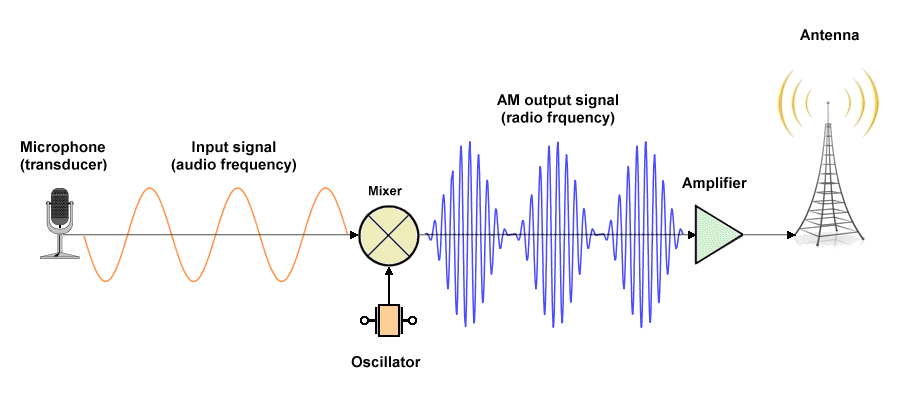 Antenna
AM output signal
(radio frquency)
Microphone
(transducer)
Input signal
(audio frequency)
Mixer
Amplifier
Oscillator